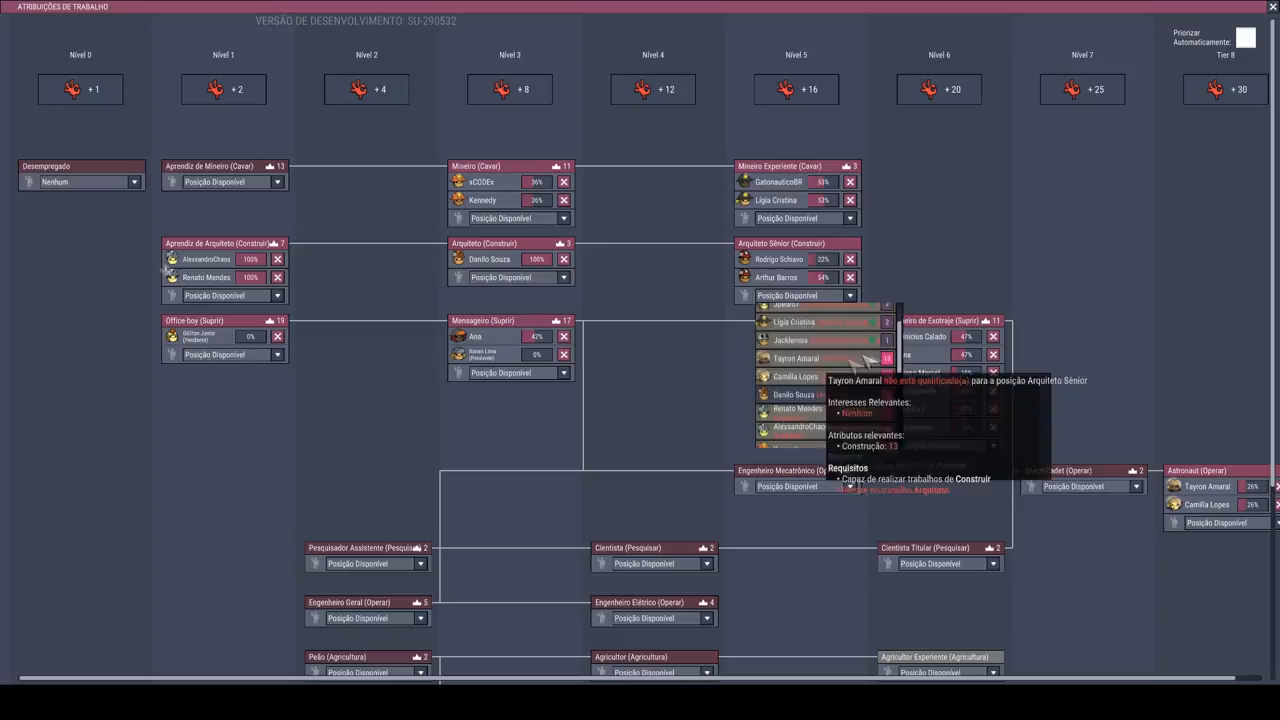 ATRIBUIÇÕES DE TRABALHO
VERSÃO DE DESENVOLVIMENTO: SU-290532
Priorizar
Automaticamente:
Nível 0
Nível 1
Nível 2
Nível 3
Nível 4
Nível 5
Nível 6
Nível 7
Tier 8
+ 1
+ 2
+ 4
+ 8
+ 12
+ 16
+ 20
+ 25
+ 30
Desempregado
Nenhum
Aprendiz de Mineiro (Cavar) 13
Posição Disponível
Mineiro (Cavar) 11
xCODEx 36%
Kennedy 36%
Posição Disponível
Mineiro Experiente (Cavar) 3
GatonauticoBR 53%
Ligia Cristina 53%
Posição Disponível
Aprendiz de Arquiteto (Construir) 7
AlexsandroChaos 100%
Renato Mendes 100%
Posição Disponível
Arquiteto (Construir) 3
Danilo Souza 100%
Posição Disponível
Arquiteto Sênior (Construir)
Rodrigo Schiavo 22%
Arthur Barros 54%
Posição Disponível
Ligia Cristina 2
Jacklemos 1
Tayron Amaral 13
Camilla Lopes
Danilo Souza
Renato Mendes
AlexsandroChaos
Office-boy (Suprir) 19
Odilton Junior
(Pendente) 0%
Posição Disponível
Mensageiro (Suprir) 17
Ana 42%
Ronan Lima
(Pendente) 0%
Posição Disponível
eiro de Exotraje (Suprir) 11
inicius Calado 47%
na 47%
Tayron Amaral não está qualificado(a) para a posição Arquiteto Sênior
Interesses Relevantes:
• Nenhum
Atributos relevantes:
• Construção: 13
Requisitos
• Capaz de realizar trabalhos de Construir
Engenheiro Mecatrônico (Op
Posição Disponível
Cadet (Operar) 2
Posição Disponível
Astronaut (Operar)
Tayron Amaral 26%
Camilla Lopes 26%
Posição Disponível
Pesquisador Assistente (Pesquisa 2
Posição Disponível
Cientista (Pesquisar) 2
Posição Disponível
Cientista Titular (Pesquisar) 2
Posição Disponível
Engenheiro Geral (Operar) 5
Posição Disponível
Engenheiro Elétrico (Operar) 4
Posição Disponível
Peão (Agricultura) 2
Posição Disponível
Agricultor (Agricultura)
Posição Disponível
Agricultor Experiente (Agricultura)
Posição Disponível